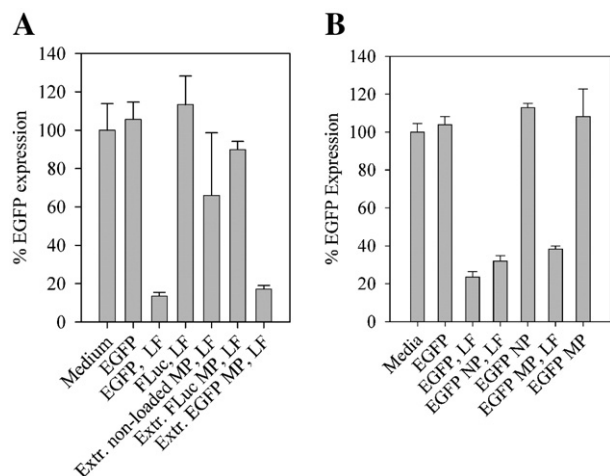 A
% EGFP expression
140
120
100
80
60
40
20
0
Medium
EGFP
EGFP, LF
FLuc, LF
Extr. non-loaded MP, LF
Extr. FLuc MP, LF
Extr. EGFP MP, LF
B
% EGFP Expression
140
120
100
80
60
40
20
0
Media
EGFP
EGFP, LF
EGFP NP, LF
EGFP NP
EGFP MP, LF
EGFP MP